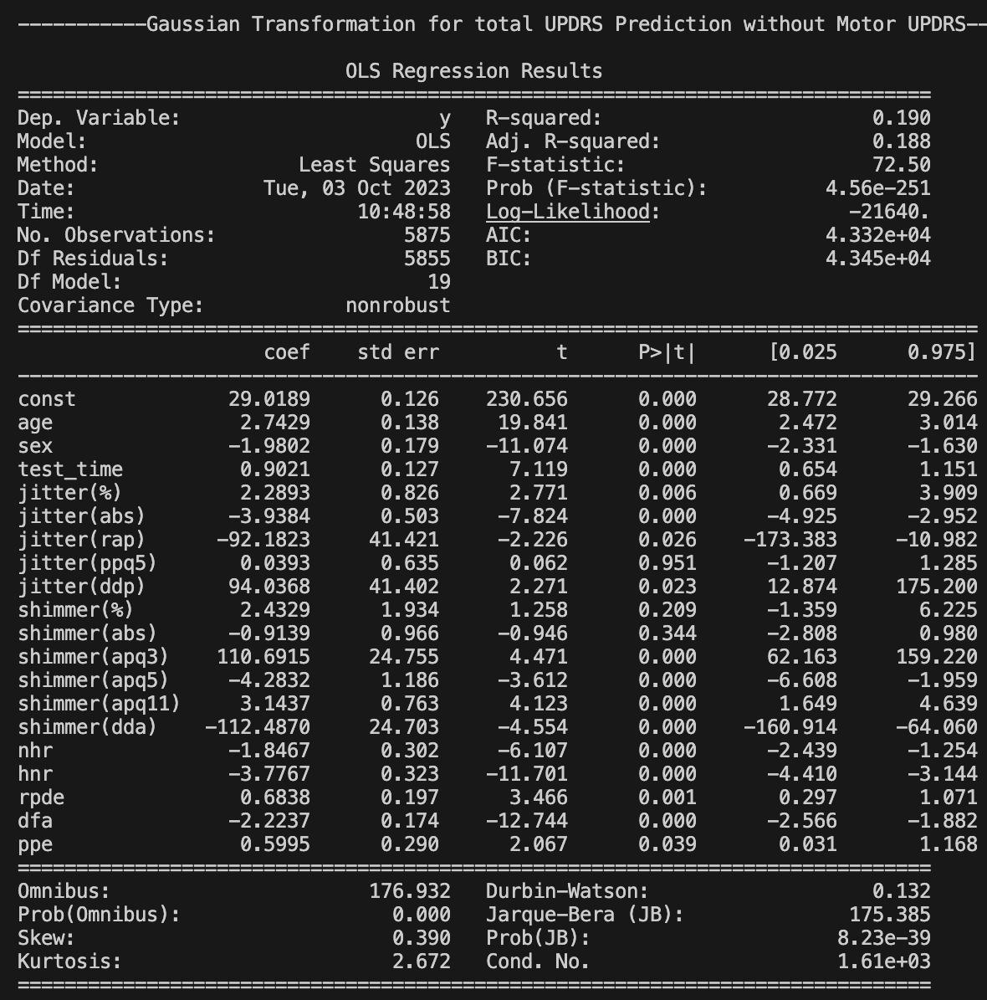 ———————————Gaussian Transformation for total UPDRS Prediction without Motor UPDRS——
OLS Regression Results
==============================================================================
Dep. Variable: y R-squared: 0.190
Model: OLS Adj. R-squared: 0.188
Method: Least Squares F-statistic: 72.50
Date: Tue, 03 Oct 2023 Prob (F-statistic): 4.56e-251
Time: 10:48:58 Log-Likelihood: -21640.
No. Observations: 5875 AIC: 4.332e+04
Df Residuals: 5855 BIC: 4.345e+04
Df Model: 19
Covariance Type: nonrobust
==================================================================================
coef std err t P>|t| [0.025 0.975]
----------------------------------------------------------------------------------
const 29.0189 0.126 230.656 0.000 28.772 29.266
age 2.7429 0.138 19.841 0.000 2.472 3.014
sex -1.9802 0.179 -11.074 0.000 -2.331 -1.630
test_time 0.9021 0.127 7.119 0.000 0.654 1.151
jitter(%) 2.2893 0.826 2.771 0.006 0.669 3.909
jitter(abs) -3.9384 0.503 -7.824 0.000 -4.925 -2.952
jitter(rap) -92.1823 41.421 -2.226 0.026 -173.383 -10.982
jitter(ppq5) 0.0393 0.635 0.062 0.951 -1.207 1.285
jitter(ddp) 94.0368 41.402 2.271 0.023 12.874 175.200
shimmer(%) 2.4329 1.934 1.258 0.209 -1.359 6.225
shimmer(abs) -0.9139 0.966 -0.946 0.344 -2.808 0.980
shimmer(apq3) 110.6915 24.755 4.471 0.000 62.163 159.220
shimmer(apq5) -4.2832 1.186 -3.612 0.000 -6.608 -1.959
shimmer(apq11) 3.1437 0.763 4.123 0.000 1.649 4.639
shimmer(dda) -112.4870 24.703 -4.554 0.000 -160.914 -64.060
nhr -1.8467 0.302 -6.107 0.000 -2.439 -1.254
hnr -3.7767 0.323 -11.701 0.000 -4.410 -3.144
rpde 0.6838 0.197 3.466 0.001 0.297 1.071
dfa -2.2237 0.174 -12.744 0.000 -2.566 -1.882
ppe 0.5995 0.290 2.067 0.039 0.031 1.168
==============================================================================
Omnibus: 176.932 Durbin-Watson: 0.132
Prob(Omnibus): 0.000 Jarque-Bera (JB): 175.385
Skew: 0.390 Prob(JB): 8.23e-39
Kurtosis: 2.672 Cond. No. 1.61e+03
==============================================================================